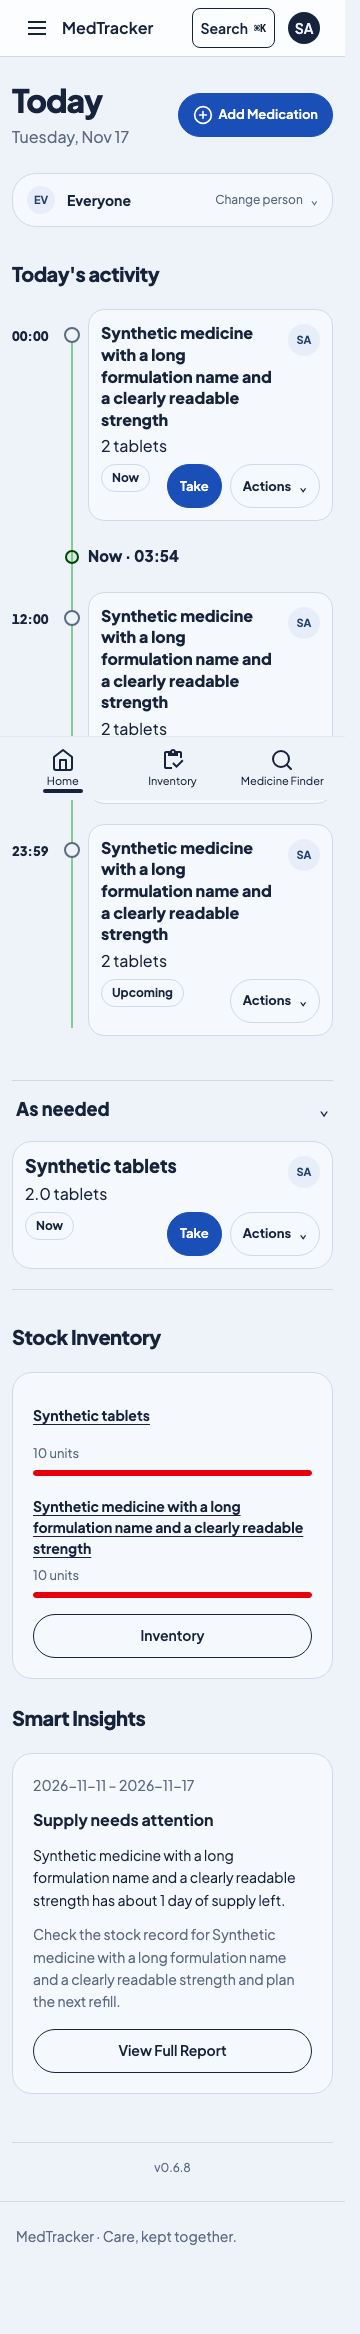 MedTracker
Search ⌘K
SA
Today
Tuesday, Nov 17
Add Medication
EV
Everyone
Change person
Today's activity
00:00
Synthetic medicine
with a long
formulation name and
a clearly readable
strength
SA
2 tablets
Now
Take
Actions
Now · 03:54
12:00
Synthetic medicine
with a long
formulation name and
a clearly readable
strength
SA
2 tablets
Home
Inventory
Medicine Finder
23:59
Synthetic medicine
with a long
formulation name and
a clearly readable
strength
SA
2 tablets
Upcoming
Actions
As needed
Synthetic tablets
SA
2.0 tablets
Now
Take
Actions
Stock Inventory
Synthetic tablets
10 units
Synthetic medicine with a long
formulation name and a clearly readable
strength
10 units
Inventory
Smart Insights
2026-11-11 – 2026-11-17
Supply needs attention
Synthetic medicine with a long
formulation name and a clearly readable
strength has about 1 day of supply left.
Check the stock record for Synthetic
medicine with a long formulation name
and a clearly readable strength and plan
the next refill.
View Full Report
v0.6.8
MedTracker · Care, kept together.